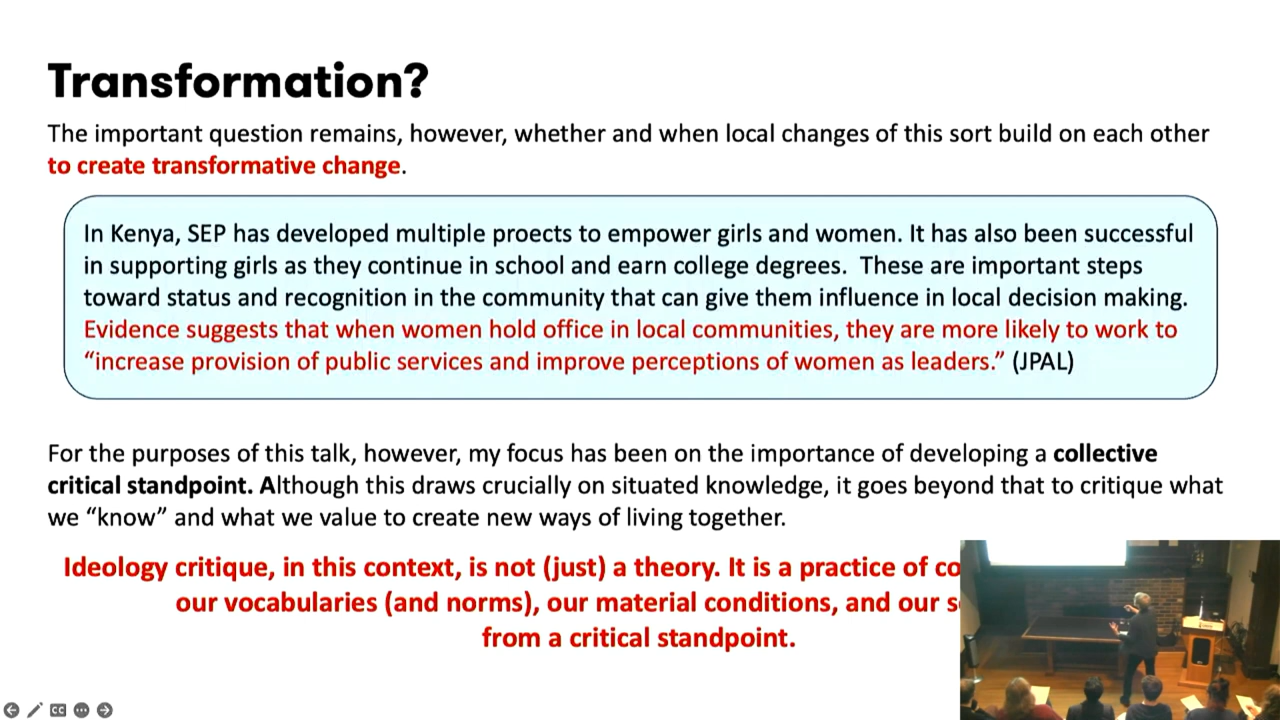 Transformation?
The important question remains, however, whether and when local changes of this sort build on each other
to create transformative change.
In Kenya, SEP has developed multiple proects to empower girls and women. It has also been successful
in supporting girls as they continue in school and earn college degrees. These are important steps
toward status and recognition in the community that can give them influence in local decision making.
Evidence suggests that when women hold office in local communities, they are more likely to work to
“increase provision of public services and improve perceptions of women as leaders.” (JPAL)
For the purposes of this talk, however, my focus has been on the importance of developing a collective
critical standpoint. Although this draws crucially on situated knowledge, it goes beyond that to critique what
we “know” and what we value to create new ways of living together.
Ideology critique, in this context, is not (just) a theory. It is a practice of
our vocabularies (and norms), our material conditions, and our
from a critical standpoint.
CC